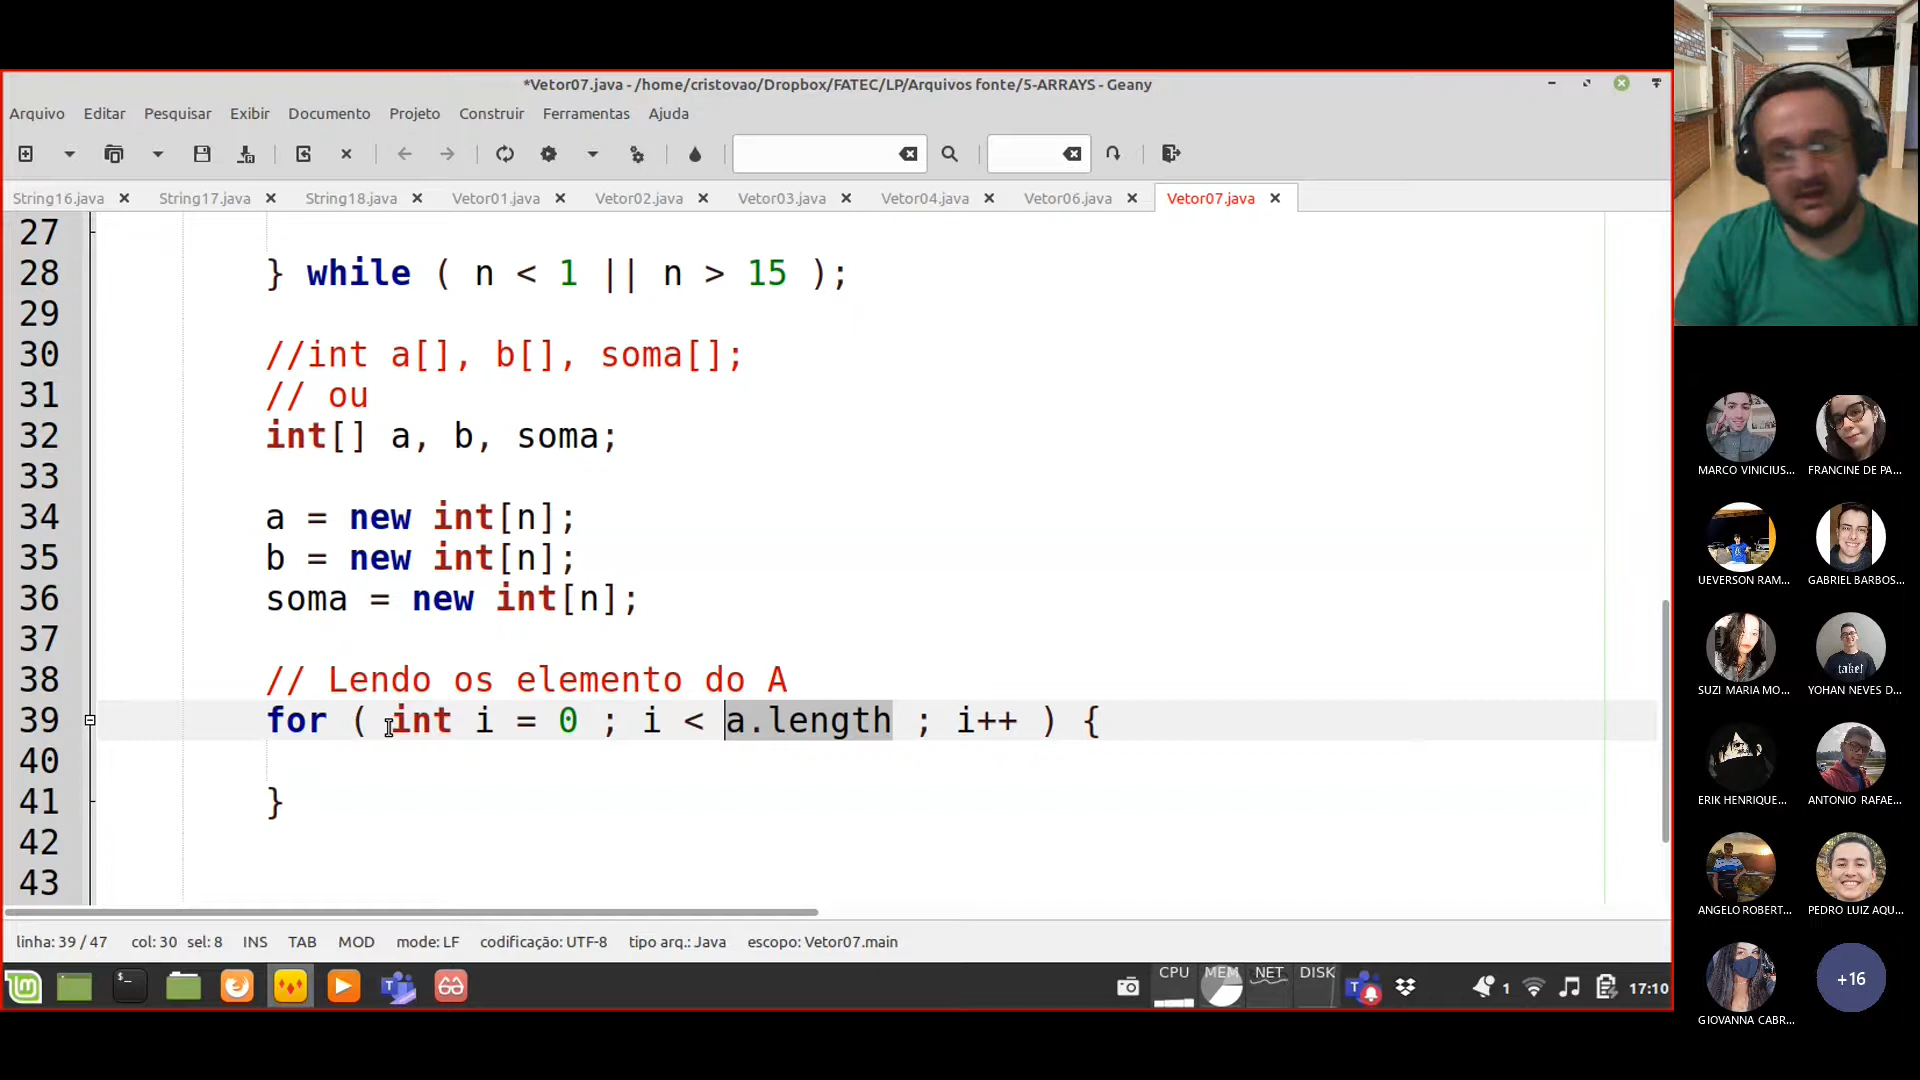 *Vetor07.java - /home/cristovao/Dropbox/FATEC/LP/Arquivos fonte/5-ARRAYS - Geany
Arquivo Editar Pesquisar Exibir Documento Projeto Construir Ferramentas Ajuda
String16.java String17.java String18.java Vetor01.java Vetor02.java Vetor03.java Vetor04.java Vetor06.java Vetor07.java
27
28 } while ( n < 1 || n > 15 );
29
30 //int a[], b[], soma[];
31 // ou
32 int[] a, b, soma;
33
34 a = new int[n];
35 b = new int[n];
36 soma = new int[n];
37
38 // Lendo os elemento do A
39 for ( int i = 0 ; i < a.length ; i++ ) {
40
41 }
42
43
linha: 39 / 47 col: 30 sel: 8 INS TAB MOD mode: LF codificação: UTF-8 tipo arq.: Java escopo: Vetor07.main
CPU MEM NET DISK 1 17:10
MARCO VINICIUS... FRANCINE DE PA...
UEVERSON RAM... GABRIEL BARBOS...
SUZI MARIA MO... YOHAN NEVES D...
ERIK HENRIQUE... ANTONIO RAFAE...
ANGELO ROBERT... PEDRO LUIZ AQU...
GIOVANNA CABR... +16